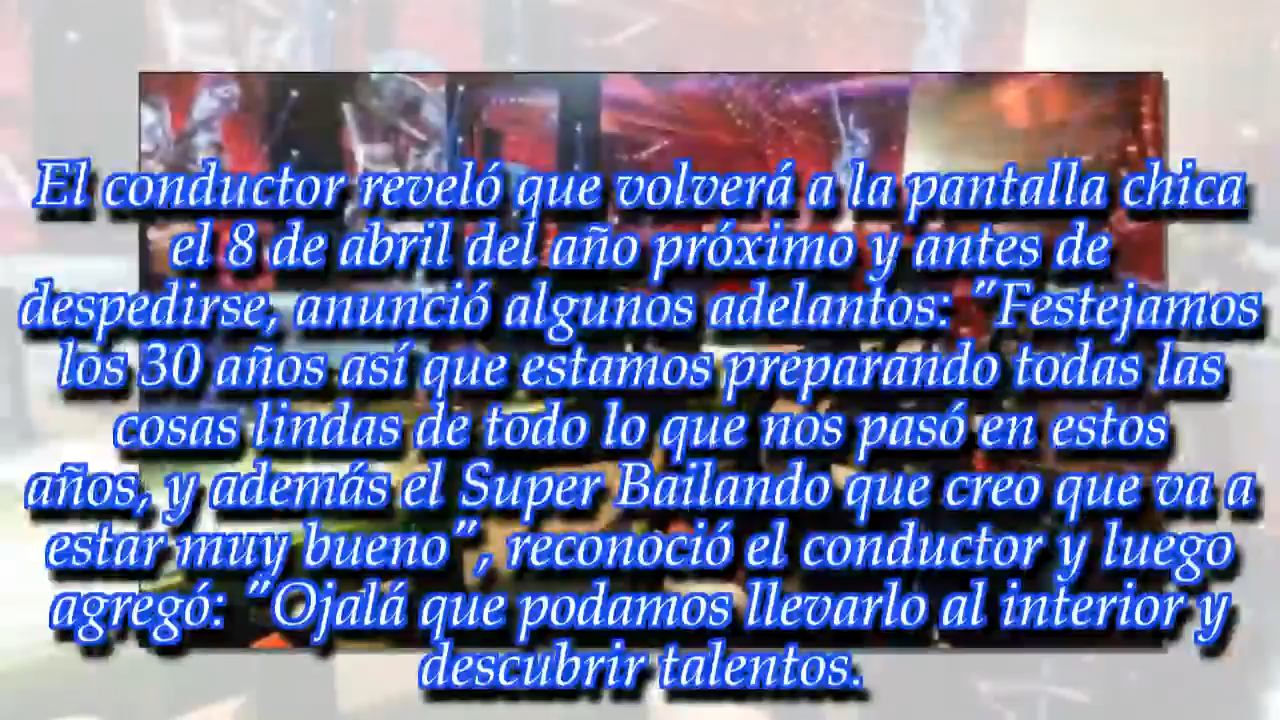 El conductor reveló que volverá a la pantalla chica
el 8 de abril del año próximo y antes de
despedirse, anunció algunos adelantos: "Festejamos
los 30 años así que estamos preparando todas las
cosas lindas de todo lo que nos pasó en estos
años, y además el Super Bailando que creo que va a
estar muy bueno", reconoció el conductor y luego
agregó: "Ojalá que podamos llevarlo al interior y
descubrir talentos.